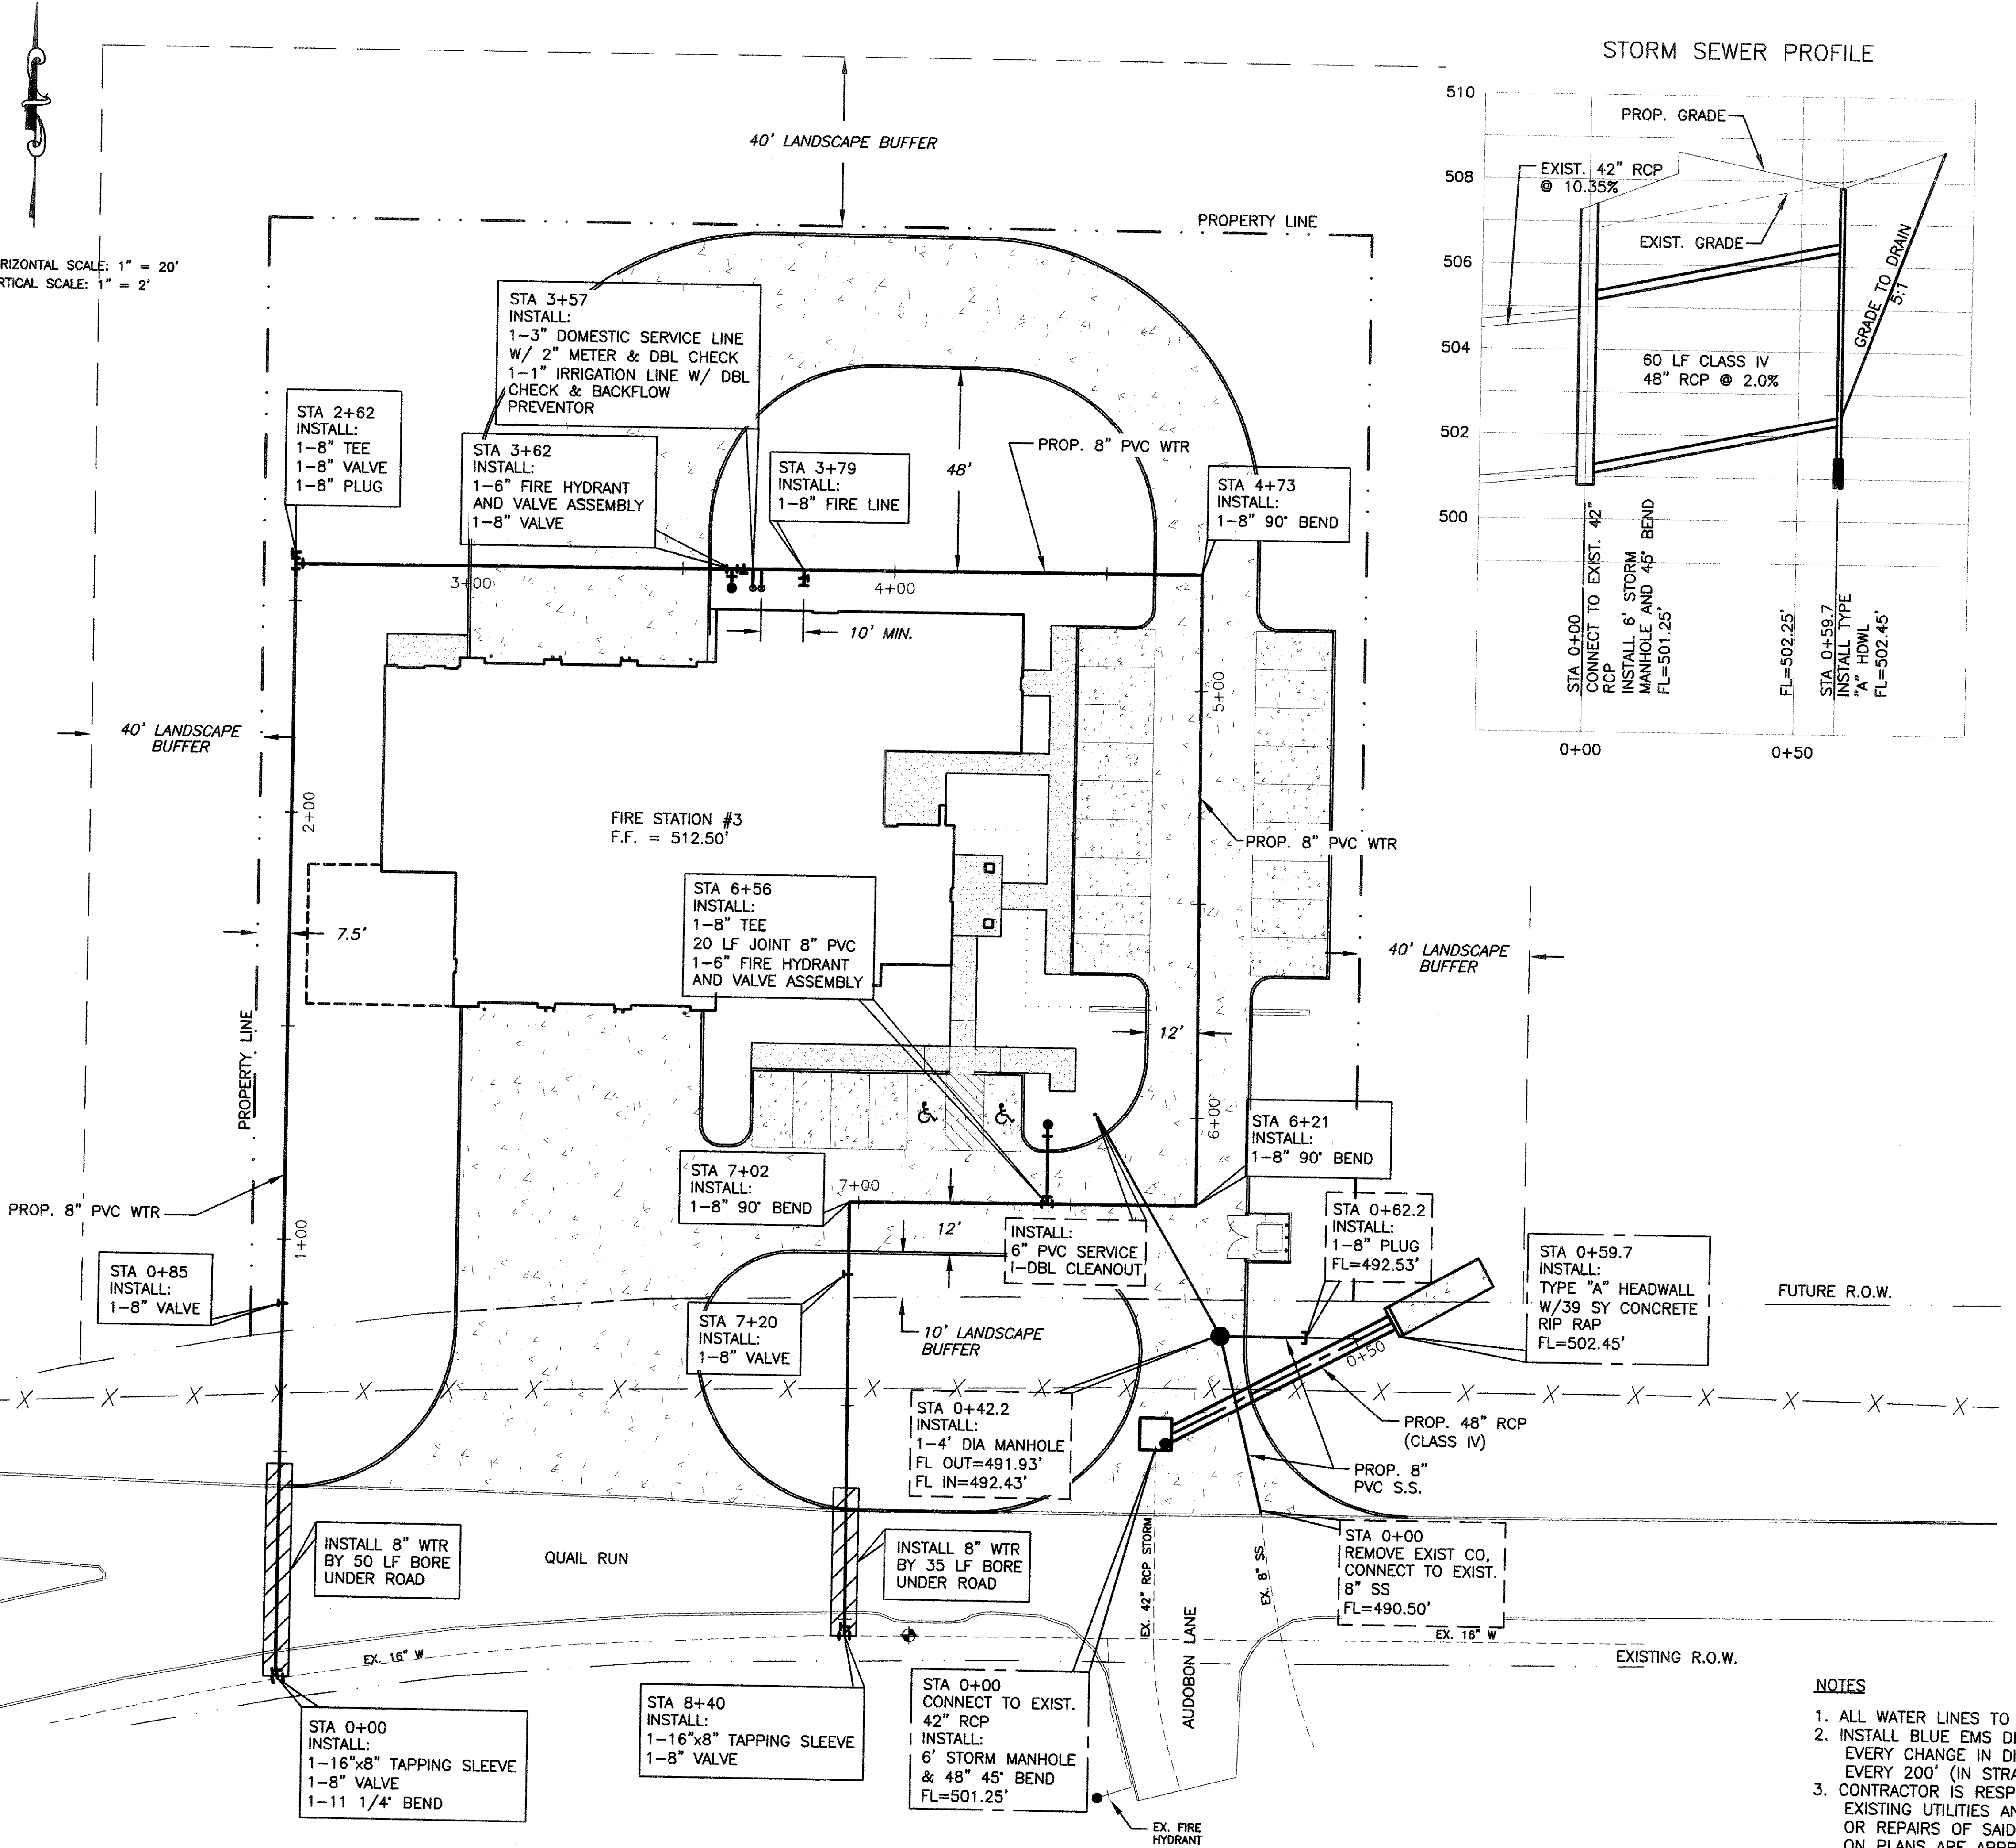 STORM SEWER PROFILE
510
508
506
504
502
500
PROP. GRADE
EXIST. 42" RCP
@ 10.35%
EXIST. GRADE
GRADE TO DRAIN
5:1
60 LF CLASS IV
48" RCP @ 2.0%
STA 0+00
CONNECT TO EXIST. 42"
RCP
INSTALL 6' STORM
MANHOLE AND 45° BEND
FL=501.25'
FL=502.25'
STA 0+59.7
INSTALL TYPE
"A" HDWL
FL=502.45'
0+00
0+50
40' LANDSCAPE BUFFER
PROPERTY LINE
RIZONTAL SCALE: 1" = 20'
RTICAL SCALE: 1" = 2'
STA 3+57
INSTALL:
1-3" DOMESTIC SERVICE LINE
W/ 2" METER & DBL CHECK
1-1" IRRIGATION LINE W/ DBL
CHECK & BACKFLOW
PREVENTOR
STA 2+62
INSTALL:
1-8" TEE
1-8" VALVE
1-8" PLUG
STA 3+62
INSTALL:
1-6" FIRE HYDRANT
AND VALVE ASSEMBLY
1-8" VALVE
STA 3+79
INSTALL:
1-8" FIRE LINE
48'
PROP. 8" PVC WTR
STA 4+73
INSTALL:
1-8" 90° BEND
3+00
4+00
10' MIN.
5+00
40' LANDSCAPE
BUFFER
2+00
FIRE STATION #3
F.F. = 512.50'
PROP. 8" PVC WTR
STA 6+56
INSTALL:
1-8" TEE
20 LF JOINT 8" PVC
1-6" FIRE HYDRANT
AND VALVE ASSEMBLY
7.5'
40' LANDSCAPE
BUFFER
PROPERTY LINE
12'
6+00
STA 6+21
INSTALL:
1-8" 90° BEND
STA 7+02
INSTALL:
1-8" 90° BEND
7+00
PROP. 8" PVC WTR
1+00
12'
INSTALL:
6" PVC SERVICE
1-DBL CLEANOUT
STA 0+62.2
INSTALL:
1-8" PLUG
FL=492.53'
STA 0+59.7
INSTALL:
TYPE "A" HEADWALL
W/39 SY CONCRETE
RIP RAP
FL=502.45'
FUTURE R.O.W.
STA 0+85
INSTALL:
1-8" VALVE
STA 7+20
INSTALL:
1-8" VALVE
10' LANDSCAPE
BUFFER
0+50
STA 0+42.2
INSTALL:
1-4' DIA MANHOLE
FL OUT=491.93'
FL IN=492.43'
PROP. 48" RCP
(CLASS IV)
PROP. 8"
PVC S.S.
INSTALL 8" WTR
BY 50 LF BORE
UNDER ROAD
QUAIL RUN
INSTALL 8" WTR
BY 35 LF BORE
UNDER ROAD
EX. 42" RCP STORM
AUDOBON LANE
EX. 8" SS
STA 0+00
REMOVE EXIST CO,
CONNECT TO EXIST.
8" SS
FL=490.50'
EX. 16" W
EX. 16" W
EXISTING R.O.W.
STA 0+00
INSTALL:
1-16"x8" TAPPING SLEEVE
1-8" VALVE
1-11 1/4° BEND
STA 8+40
INSTALL:
1-16"x8" TAPPING SLEEVE
1-8" VALVE
STA 0+00
CONNECT TO EXIST.
42" RCP
INSTALL:
6' STORM MANHOLE
& 48" 45° BEND
FL=501.25'
EX. FIRE
HYDRANT
NOTES
1. ALL WATER LINES TO
2. INSTALL BLUE EMS DI
EVERY CHANGE IN DI
EVERY 200' (IN STRA
3. CONTRACTOR IS RESP
EXISTING UTILITIES AN
OR REPAIRS OF SAID
ON PLANS ARE APPR